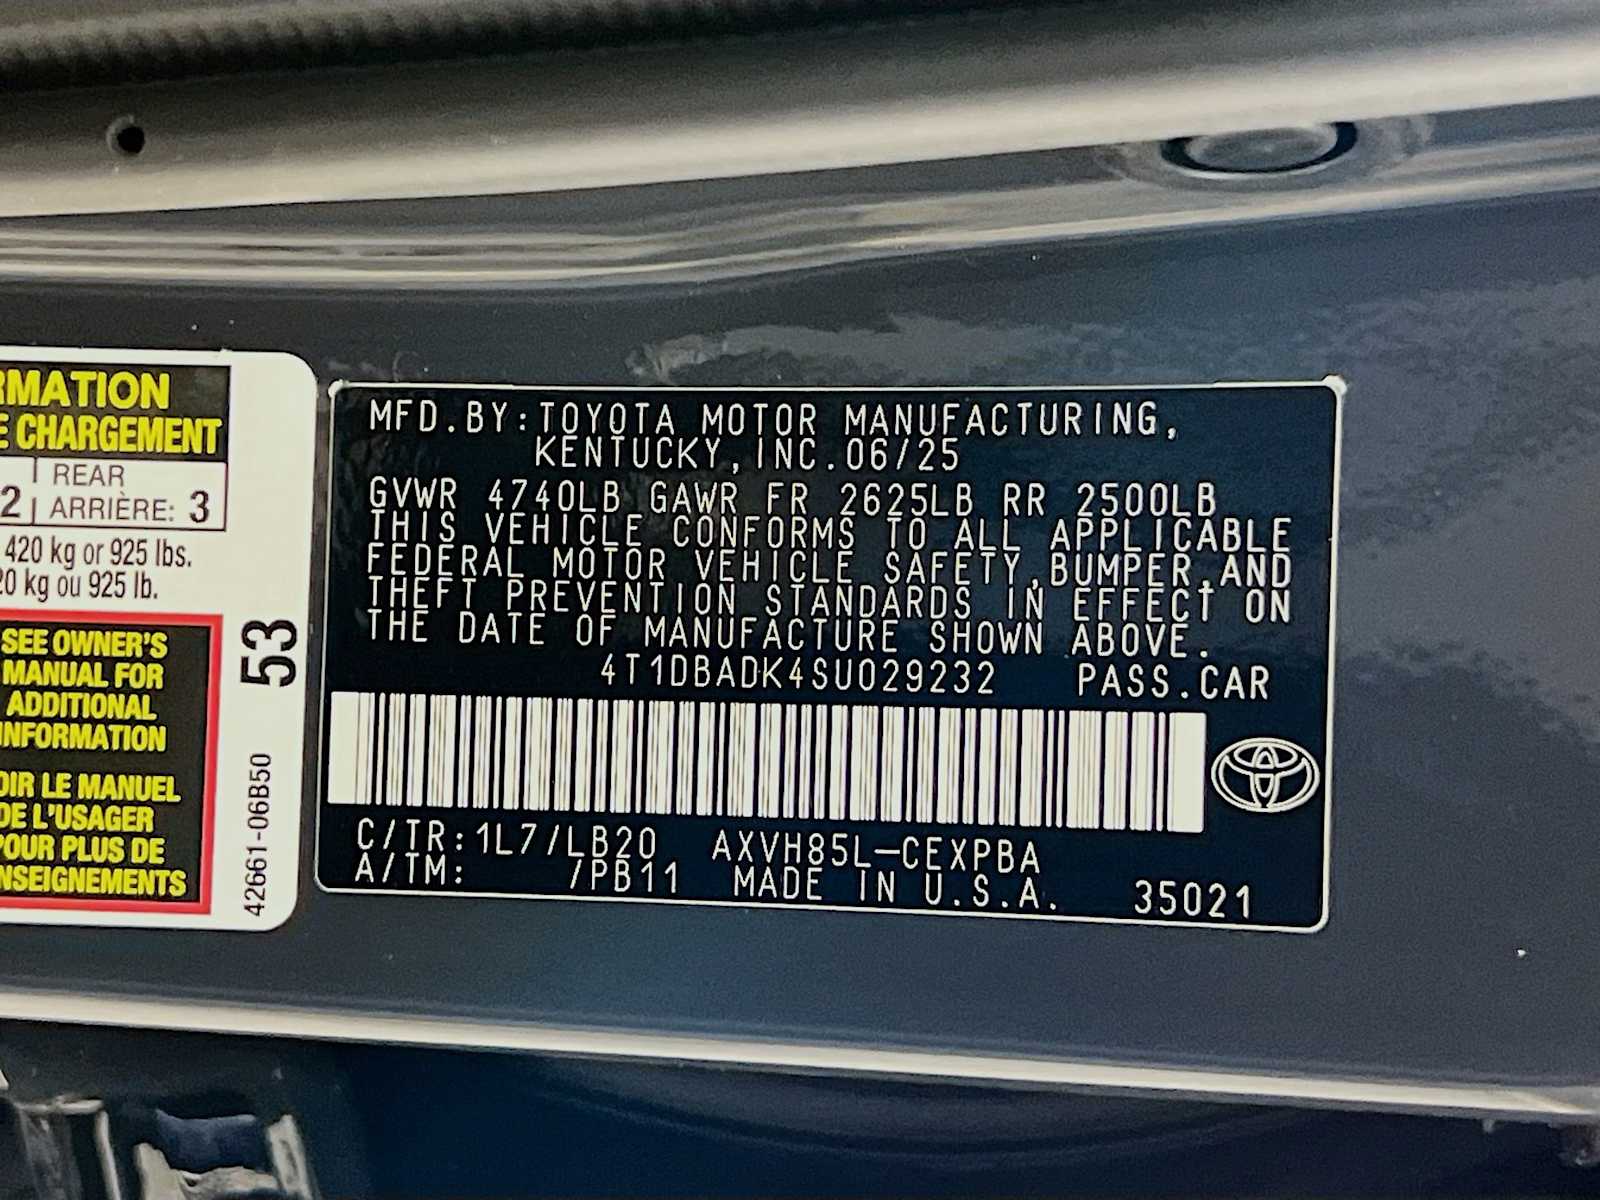 RMATION
E CHARGEMENT
REAR
2 ARRIÈRE: 3
420 kg or 925 lbs.
20 kg ou 925 lb.
SEE OWNER'S
MANUAL FOR
ADDITIONAL
INFORMATION
OIR LE MANUEL
DE L'USAGER
POUR PLUS DE
NSEIGNEMENTS
53
42661-06B50
MFD.BY:TOYOTA MOTOR MANUFACTURING,
KENTUCKY,INC.06/25
GVWR 4740LB GAWR FR 2625LB RR 2500LB
THIS VEHICLE CONFORMS TO ALL APPLICABLE
FEDERAL MOTOR VEHICLE SAFETY,BUMPER,AND
THEFT PREVENTION STANDARDS IN EFFECT ON
THE DATE OF MANUFACTURE SHOWN ABOVE.
4T1DBADK4SU029232 PASS.CAR
C/TR:1L7/LB20 AXVH85L-CEXPBA
A/TM: /PB11 MADE IN U.S.A. 35021